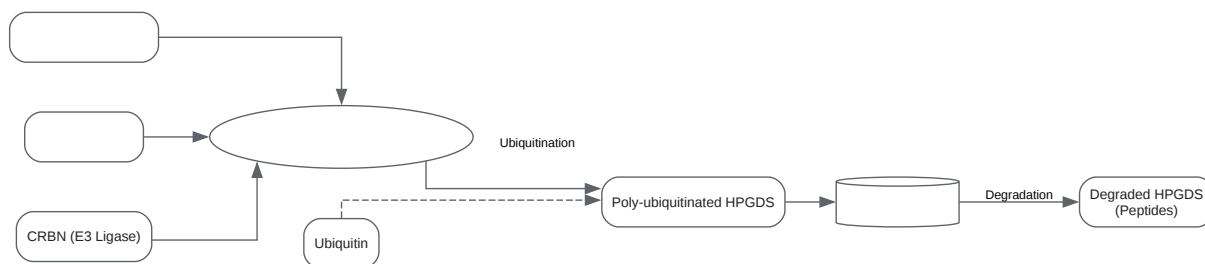 Ubiquitination
Poly-ubiquitinated HPGDS
Degradation
Degraded HPGDS
(Peptides)
CRBN (E3 Ligase)
Ubiquitin